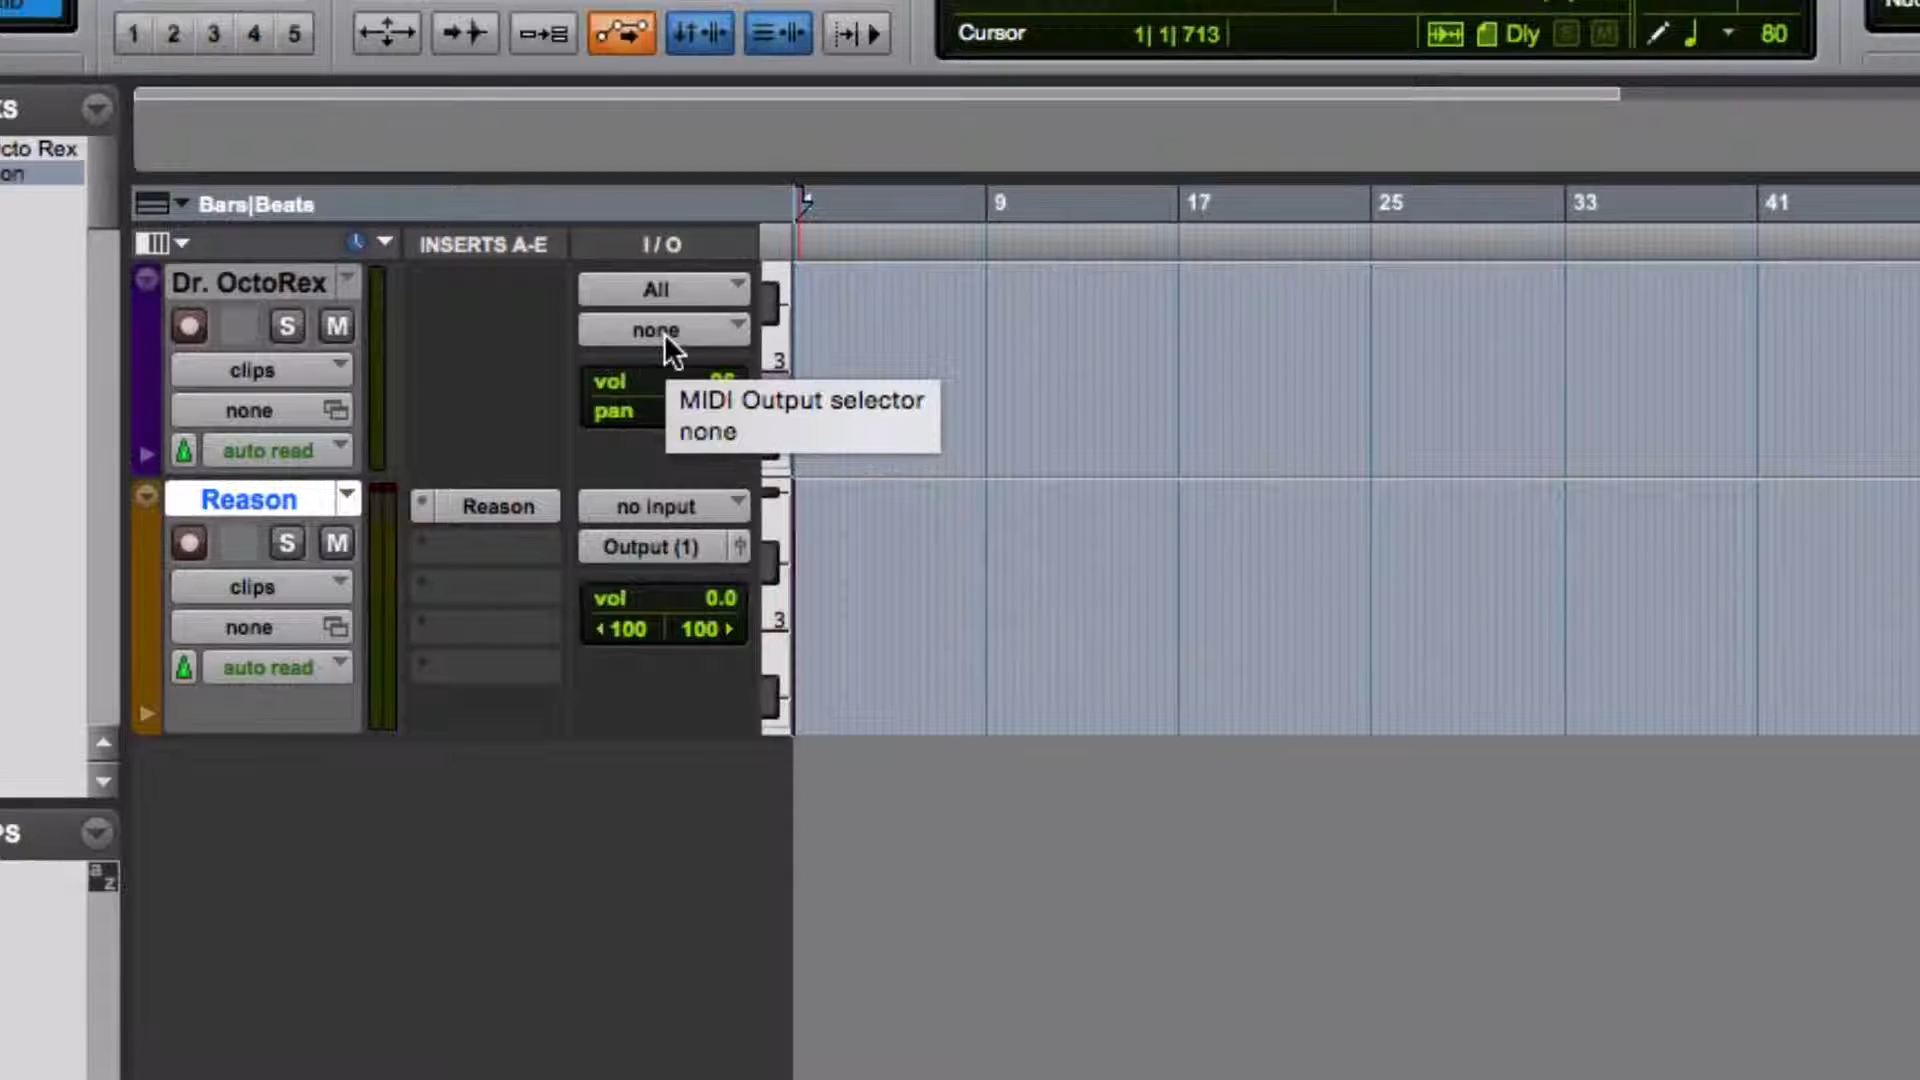 1 2 3 4 5
Cursor 1| 1| 713 Dly S M 80
cto Rex
on
Bars|Beats
9 17 25 33 41
INSERTS A-E I / O
Dr. OctoRex
All
S M
none
clips
vol
3
none
pan
MIDI Output selector
none
auto read
Reason
Reason
no input
S M
Output (1)
clips
vol 0.0
none
100 100
3
auto read
PS
a
z